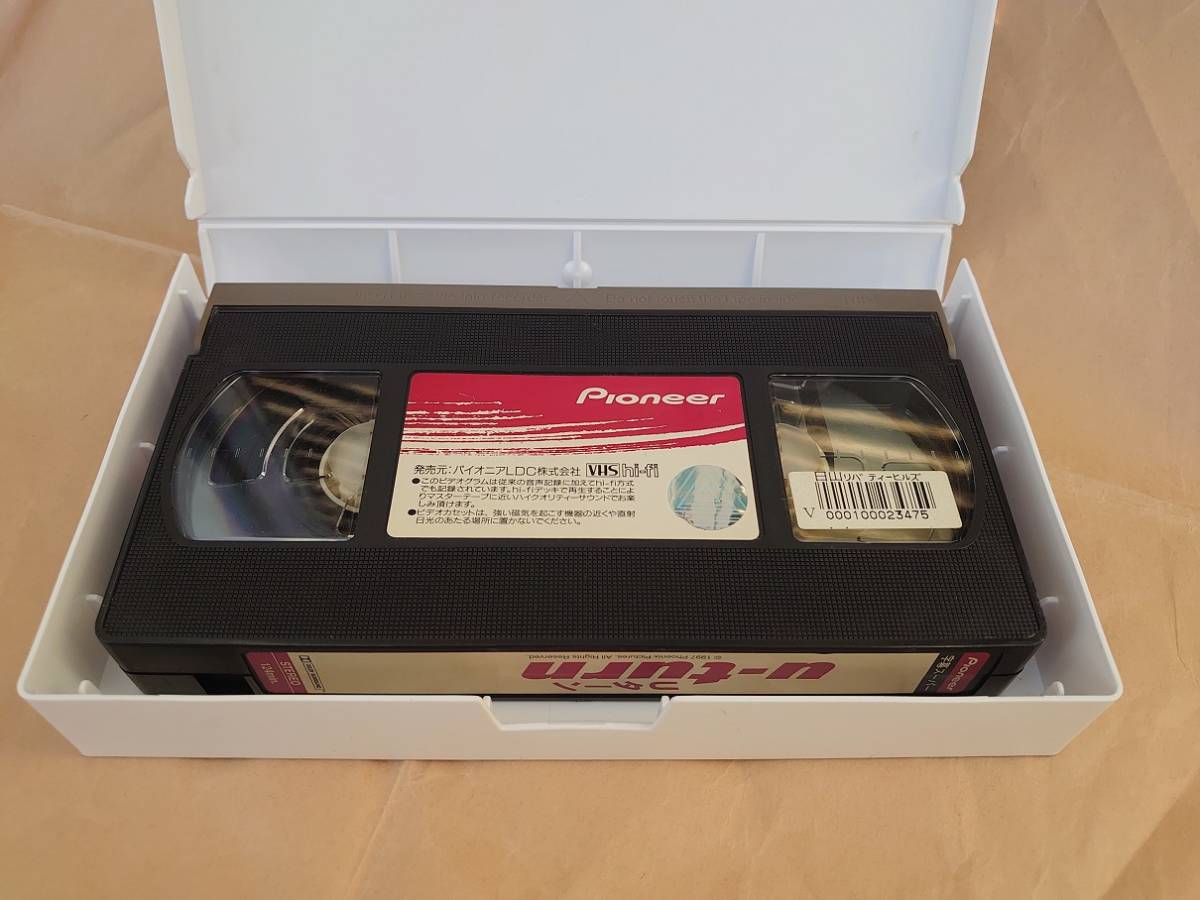 Do not touch the tape inside
Pioneer
発売元:パイオニアLDC株式会社 VHS hi-fi
●このビデオグラムは従来の音声記録に加えてhi-fi方式
でも記録されています。hi-fiデッキで再生することによ
りマスターテープに近いハイクオリティーサウンドでお楽
しみ頂けます。
●ビデオカセットは、強い磁気を起こす機器の近くや直射
日光のあたる場所に置かないでください。
白山リバティーヒルズ
V 000100023475
Pioneer
字幕スーパー
u-turn
Uターン
© 1997 Phoenix Pictures. All Rights Reserved.
STEREO
124min.